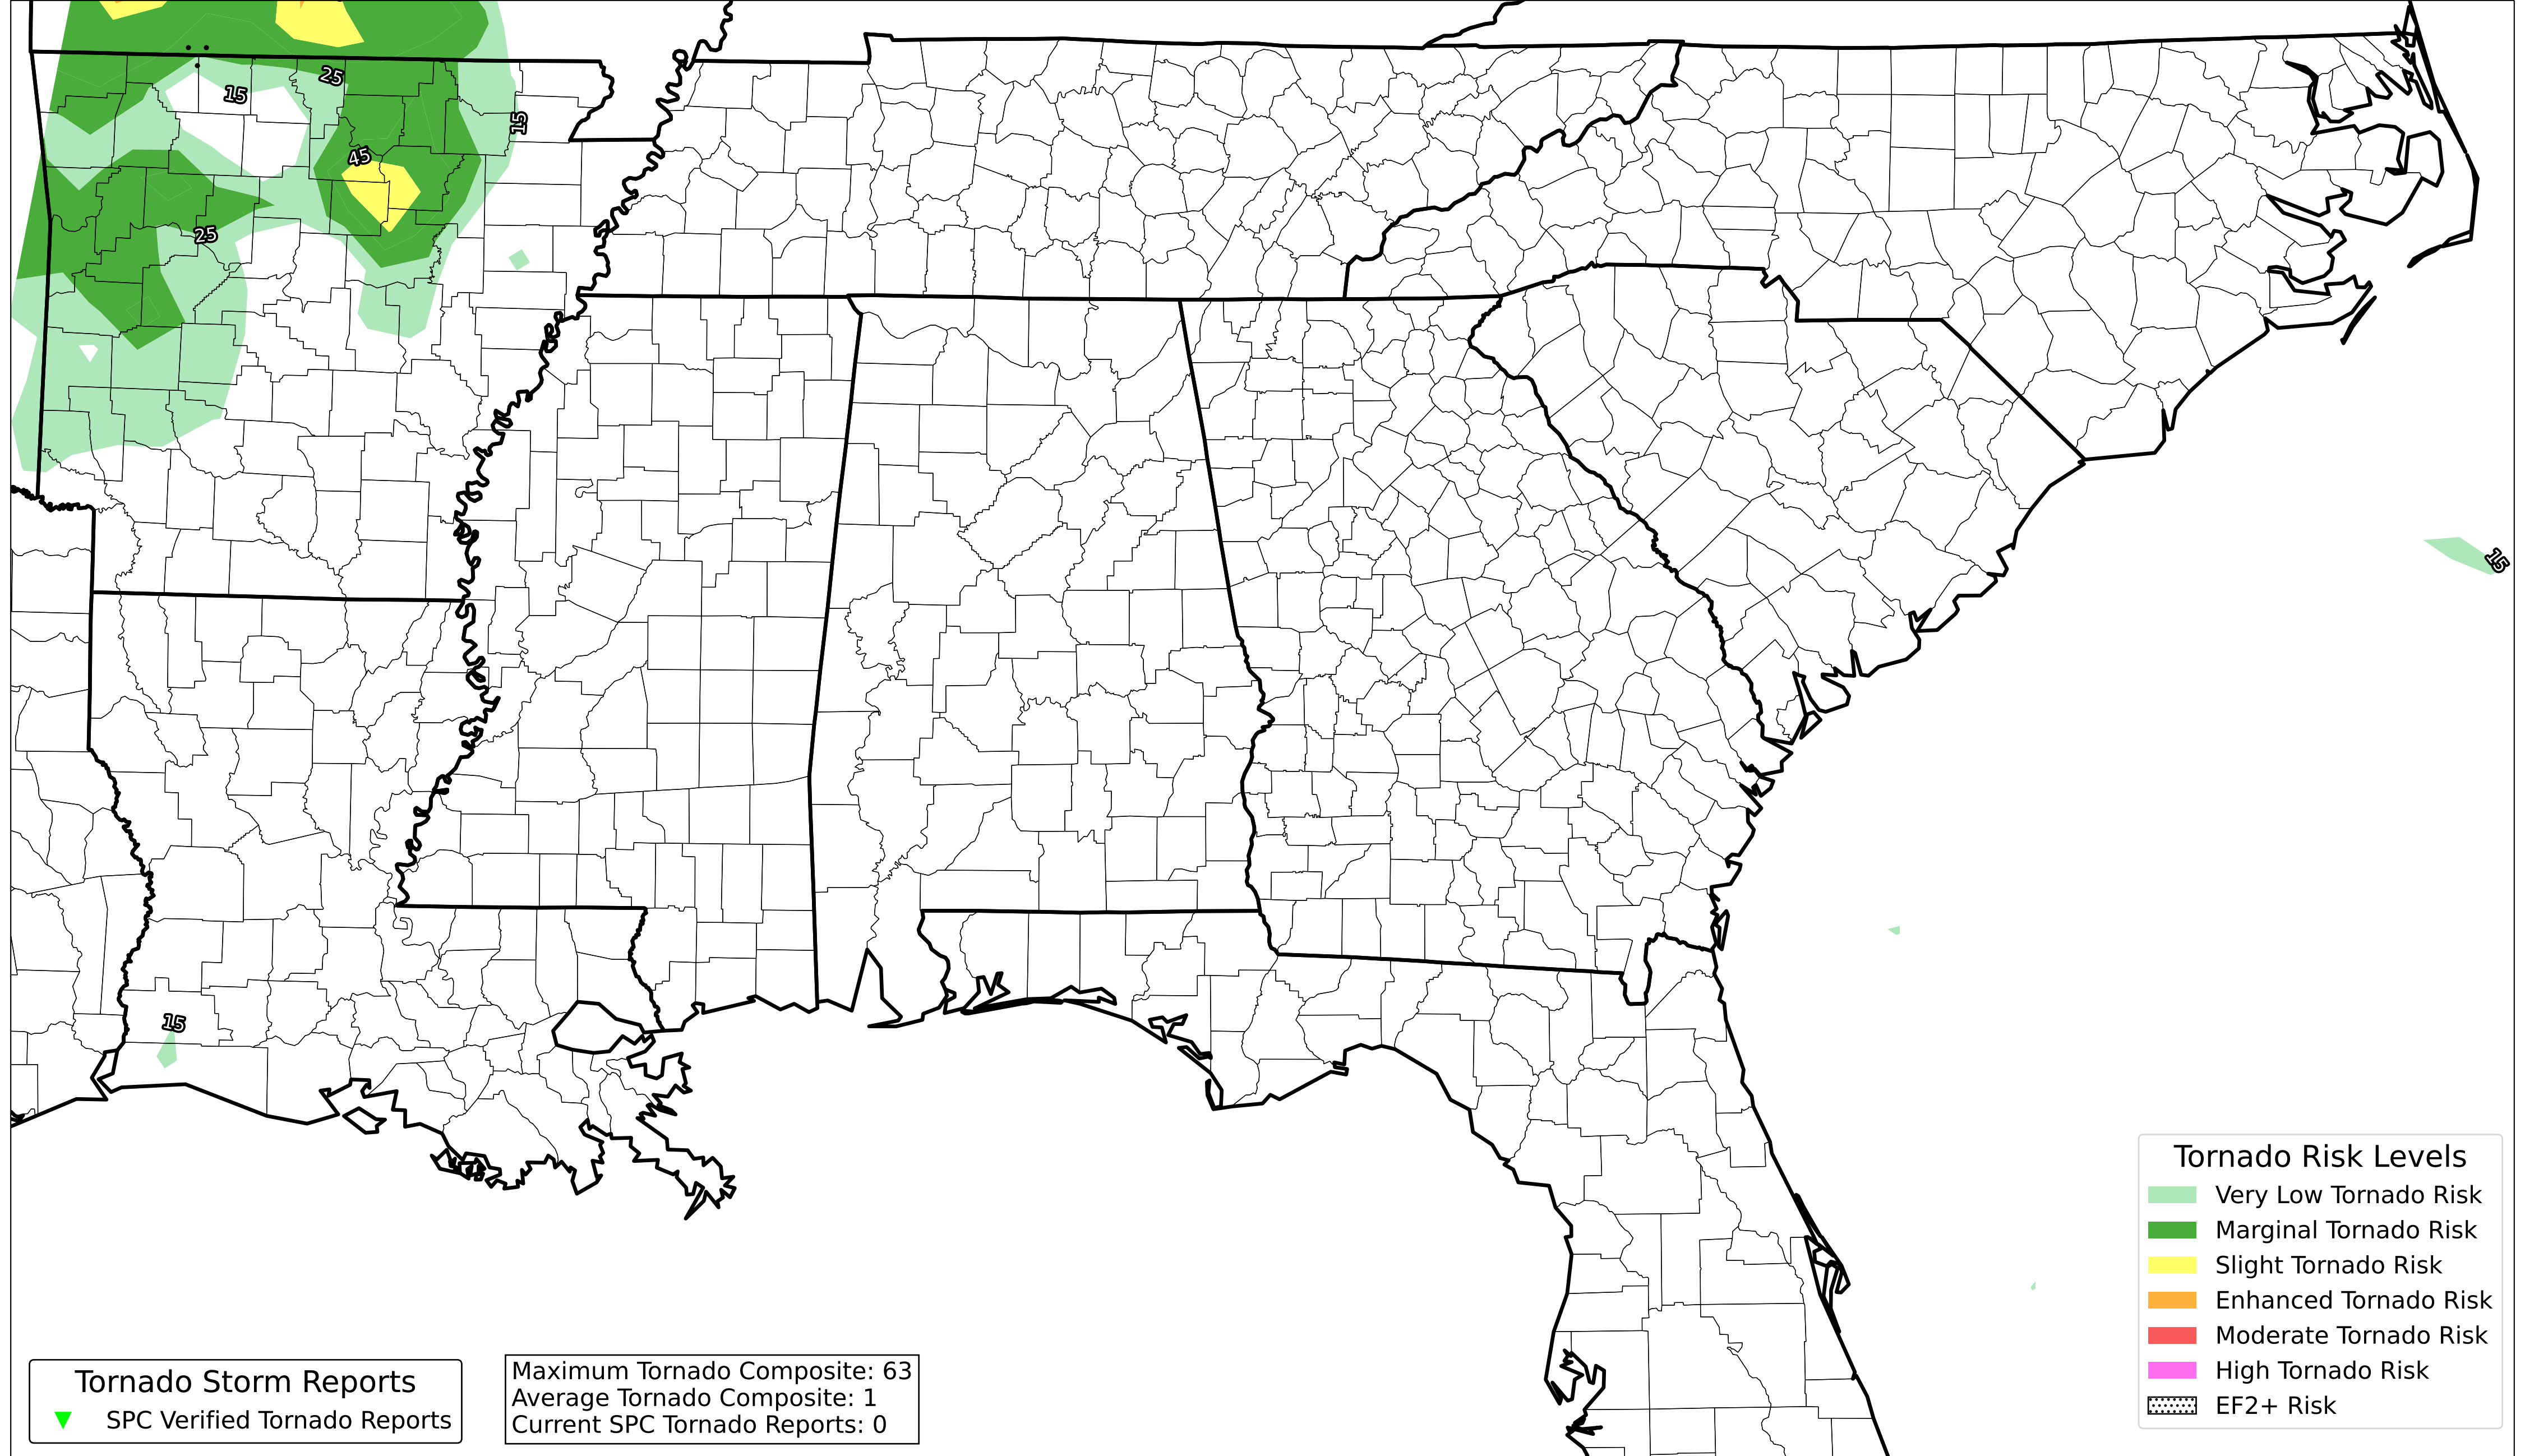 25
15
15
45
25
15
15
Tornado Risk Levels
Very Low Tornado Risk
Marginal Tornado Risk
Slight Tornado Risk
Enhanced Tornado Risk
Moderate Tornado Risk
High Tornado Risk
EF2+ Risk
Tornado Storm Reports
SPC Verified Tornado Reports
Maximum Tornado Composite: 63
Average Tornado Composite: 1
Current SPC Tornado Reports: 0